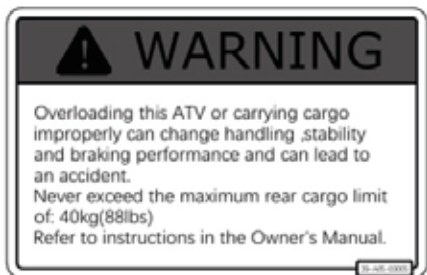 WARNING
Overloading this ATV or carrying cargo
improperly can change handling ,stability
and braking performance and can lead to
an accident.
Never exceed the maximum rear cargo limit
of: 40kg(88lbs)
Refer to instructions in the Owner's Manual.